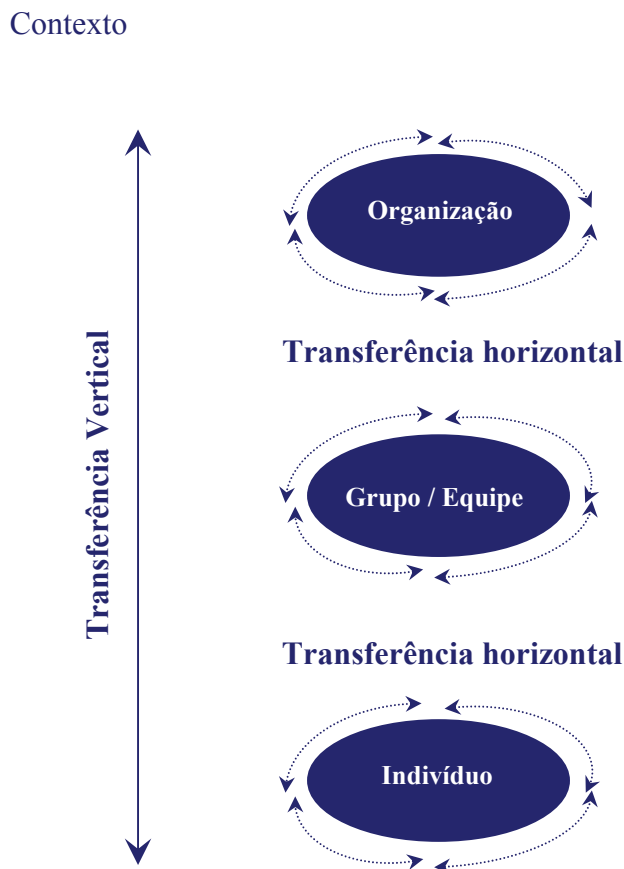 Contexto
Organização
Transferência horizontal
Transferência Vertical
Grupo / Equipe
Transferência horizontal
Indivíduo